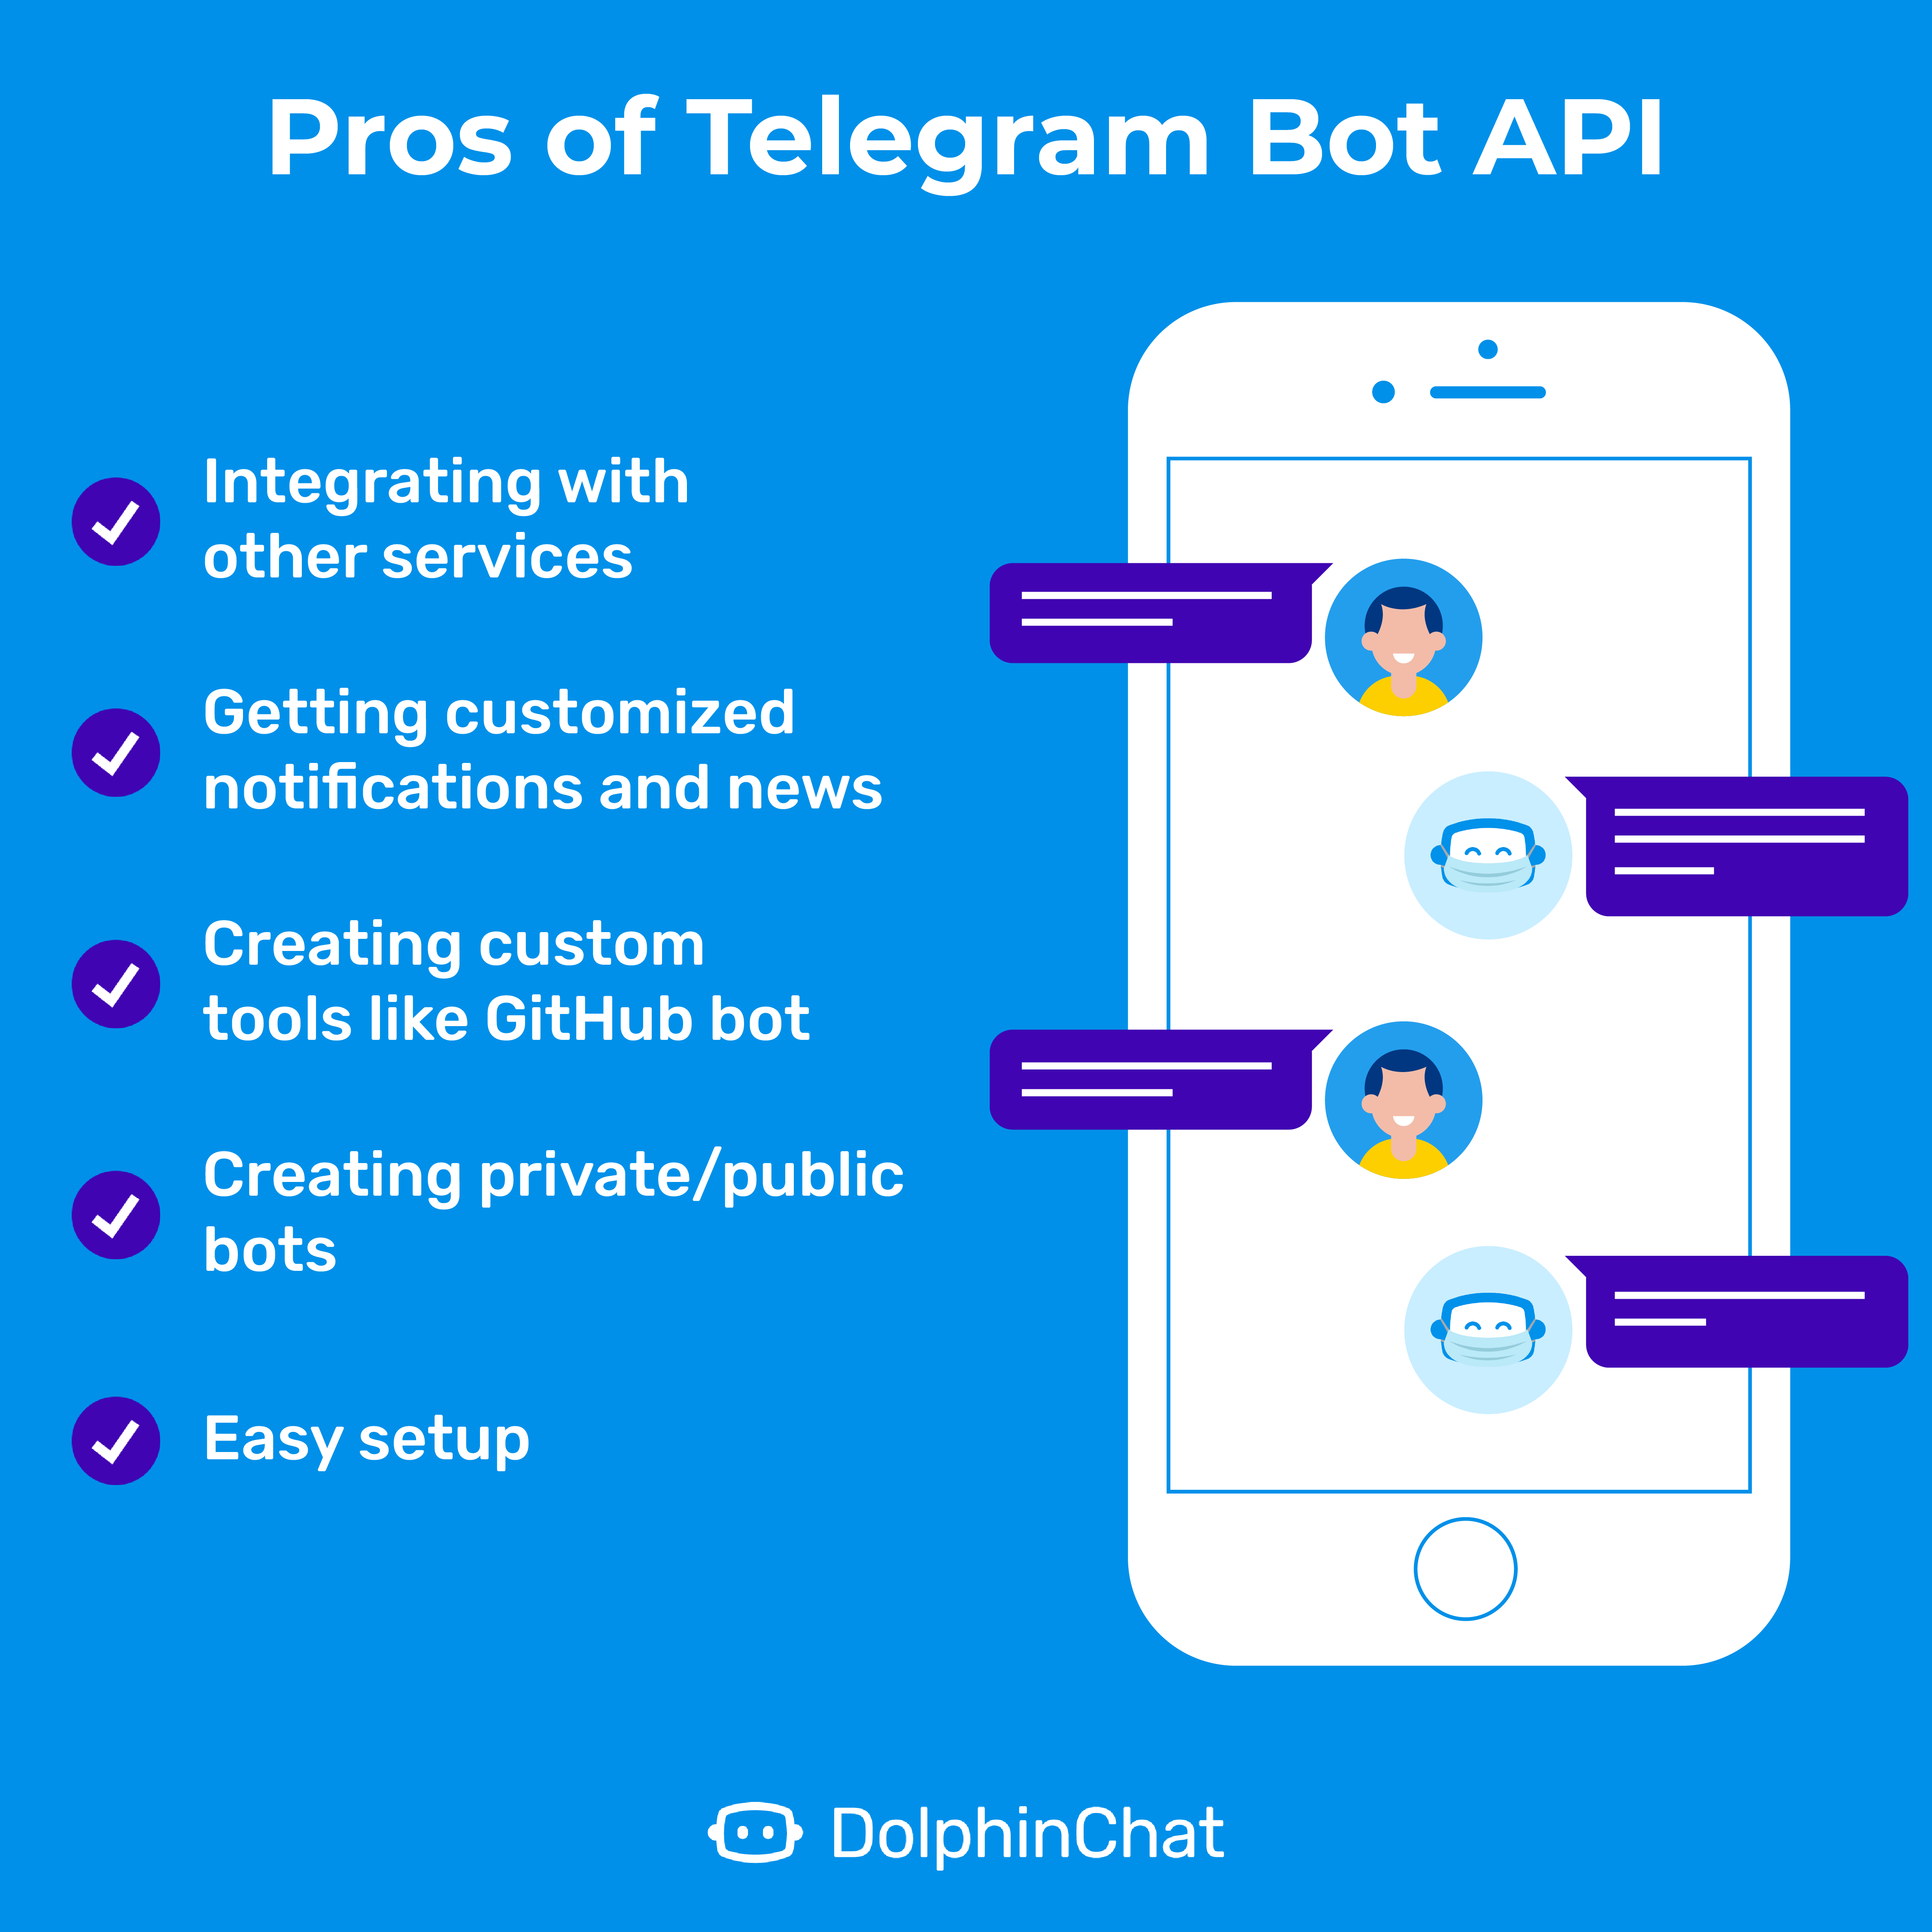 Pros of Telegram Bot API
Integrating with
other services
Getting customized
notifications and news
Creating custom
tools like GitHub bot
Creating private/public
bots
Easy setup
DolphinChat